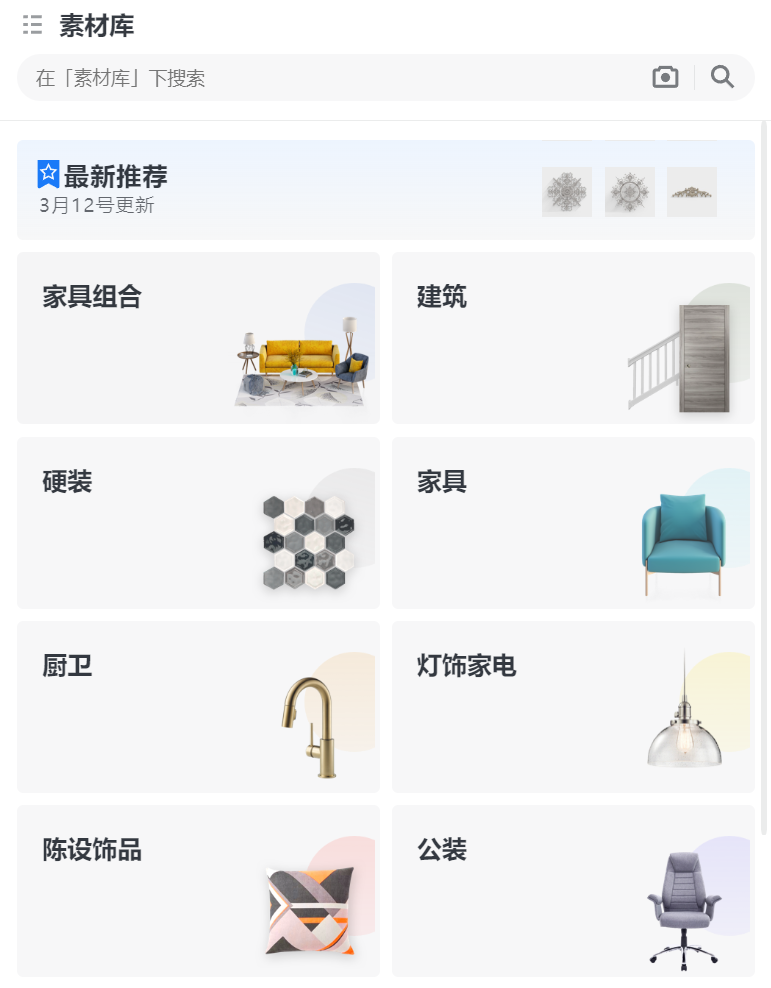 素材库
在「素材库」下搜索
最新推荐
3月12号更新
家具组合
建筑
硬装
家具
厨卫
灯饰家电
陈设饰品
公装